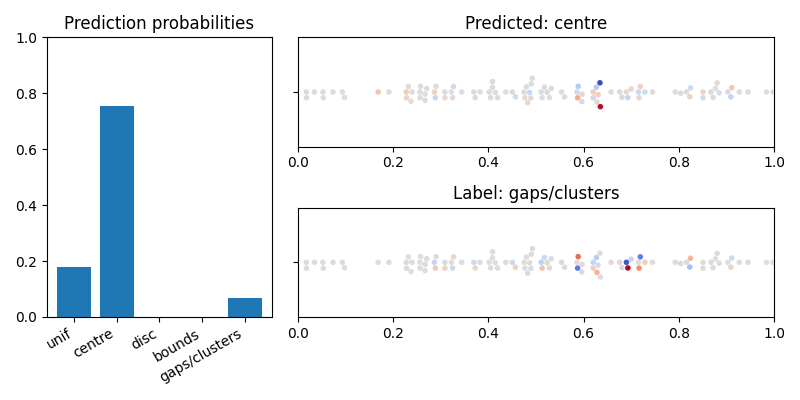 Prediction probabilities
1.0
0.8
0.6
0.4
0.2
0.0
unif
centre
disc
bounds
gaps/clusters
Predicted: centre
0.0 0.2 0.4 0.6 0.8 1.0
Label: gaps/clusters
0.0 0.2 0.4 0.6 0.8 1.0